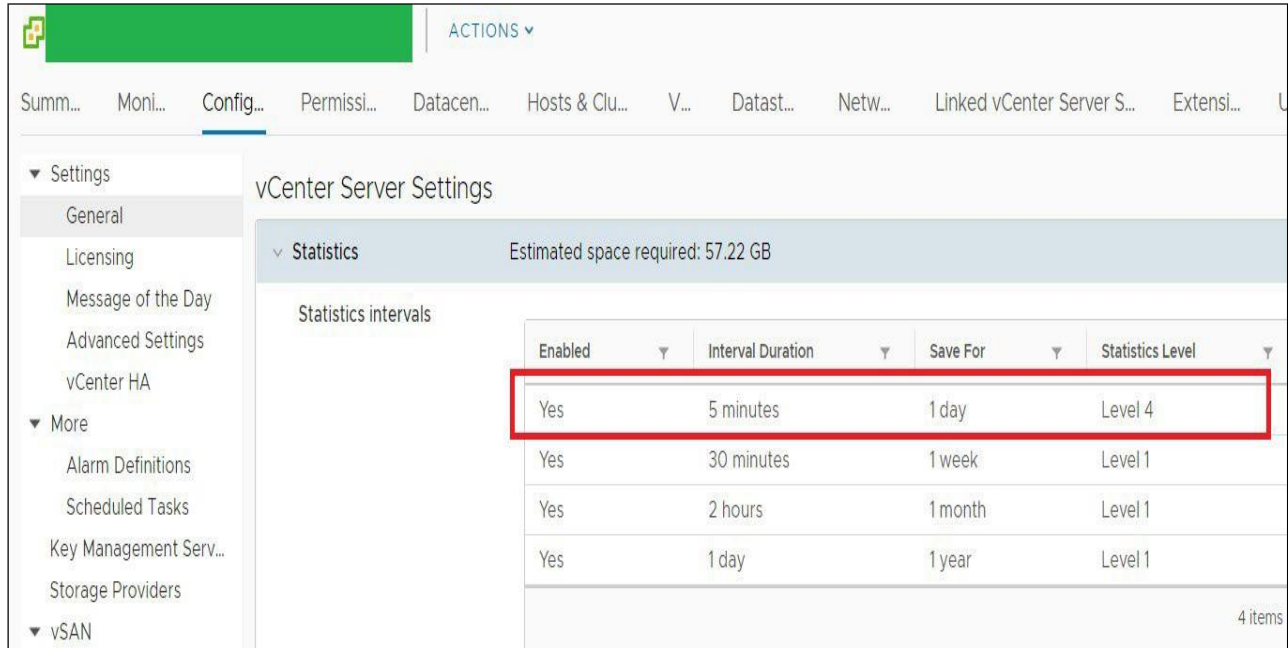 ACTIONS
Summ... Moni... Config... Permissi... Datacen... Hosts & Clu... V... Datast... Netw... Linked vCenter Server S... Extensi... U
Settings
General
Licensing
Message of the Day
Advanced Settings
vCenter HA
More
Alarm Definitions
Scheduled Tasks
Key Management Serv...
Storage Providers
vSAN
vCenter Server Settings
Statistics Estimated space required: 57.22 GB
Statistics intervals
Enabled Interval Duration Save For Statistics Level
Yes 5 minutes 1 day Level 4
Yes 30 minutes 1 week Level 1
Yes 2 hours 1 month Level 1
Yes 1 day 1 year Level 1
4 items